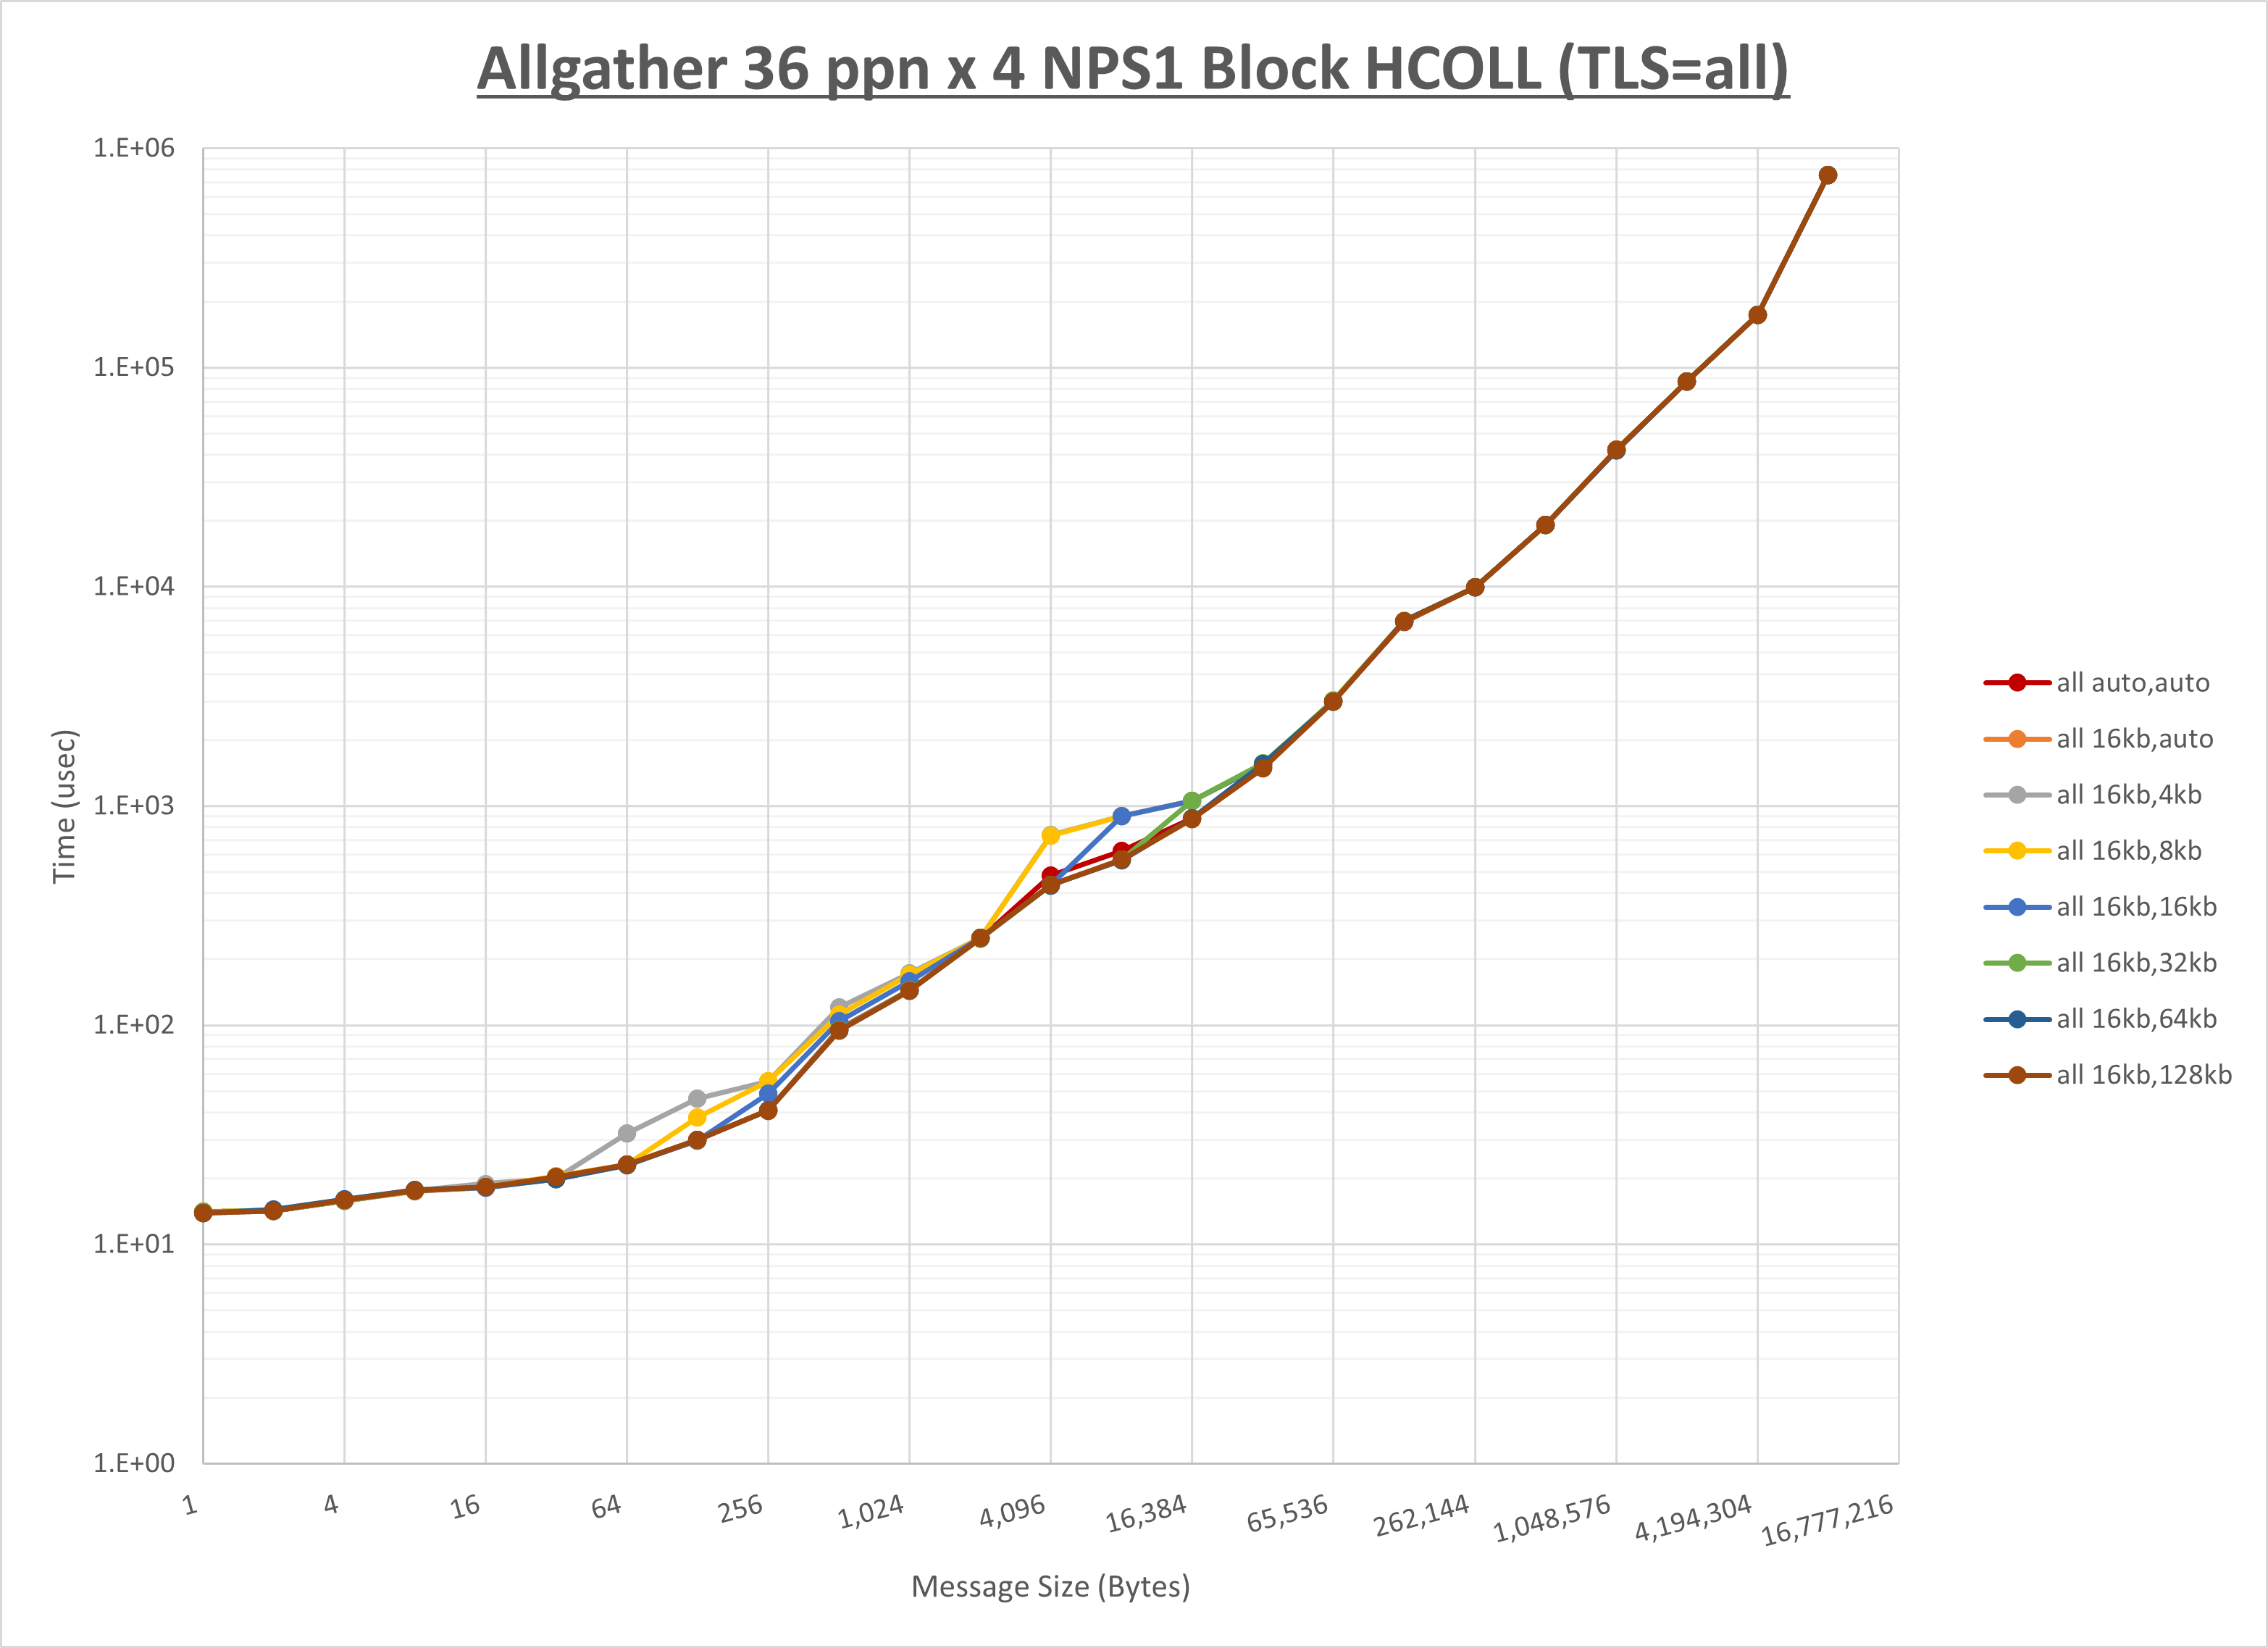 Allgather 36 ppn x 4 NPS1 Block HCOLL (TLS=all)
1.E+06
1.E+05
1.E+04
1.E+03
1.E+02
1.E+01
1.E+00
Time (usec)
1
4
16
64
256
1,024
4,096
16,384
65,536
262,144
1,048,576
4,194,304
16,777,216
Message Size (Bytes)
all auto,auto
all 16kb,auto
all 16kb,4kb
all 16kb,8kb
all 16kb,16kb
all 16kb,32kb
all 16kb,64kb
all 16kb,128kb